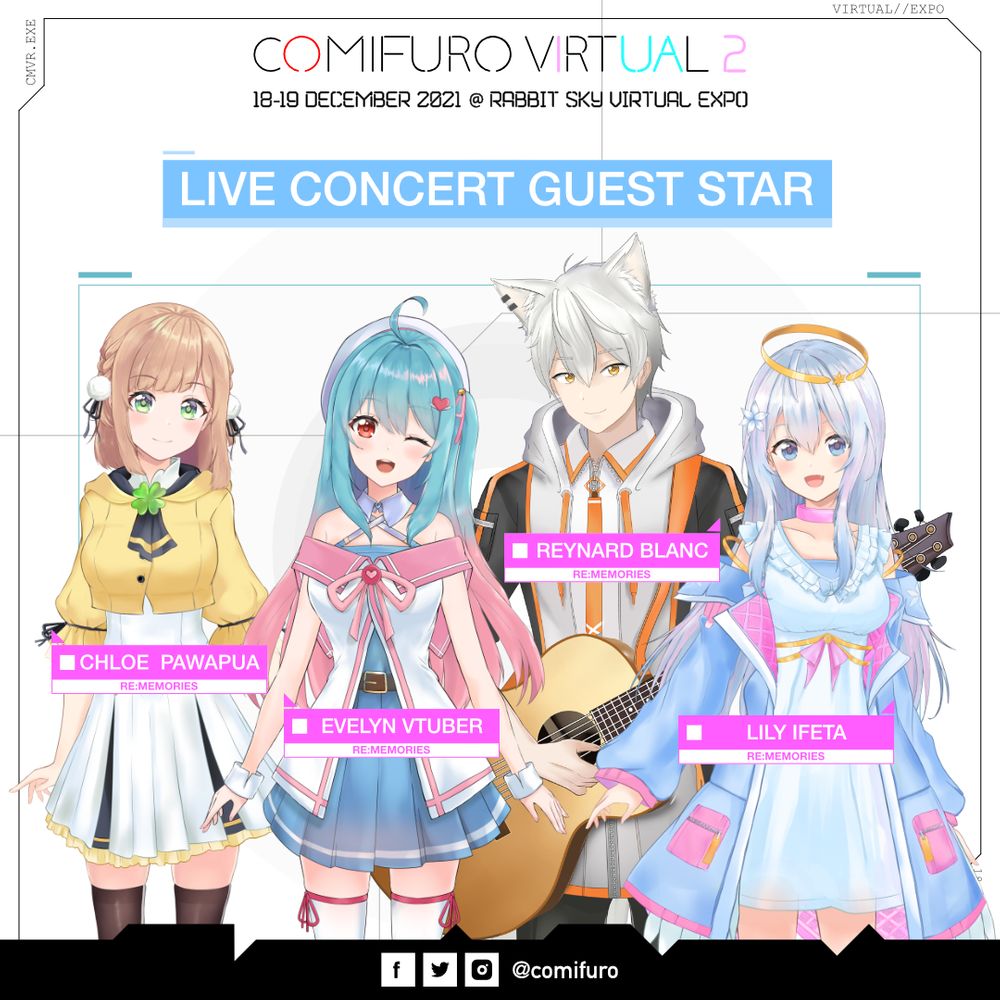 VIRTUAL//EXPO
CMVR.EXE
COMIFURO VIRTUAL 2
18-19 DECEMBER 2021 @ RABBIT SKY VIRTUAL EXPO
LIVE CONCERT GUEST STAR
REYNARD BLANC
RE:MEMORIES
CHLOE PAWAPUA
RE:MEMORIES
EVELYN VTUBER
RE:MEMORIES
LILY IFETA
RE:MEMORIES
@comifuro